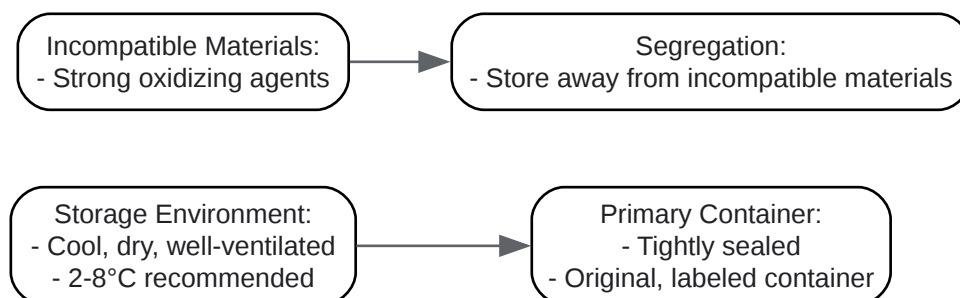 Incompatible Materials:
- Strong oxidizing agents
Segregation:
- Store away from incompatible materials
Storage Environment:
- Cool, dry, well-ventilated
- 2-8°C recommended
Primary Container:
- Tightly sealed
- Original, labeled container